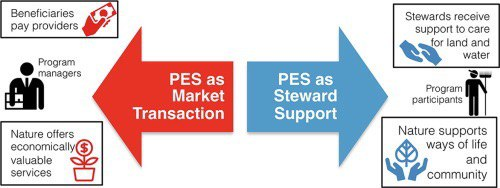 Beneficiaries
pay providers
Program
managers
Nature offers
economically
valuable
services
PES as
Market
Transaction
PES as
Steward
Support
Stewards receive
support to care
for land and
water
Program
participants
Nature supports
ways of life
and
community